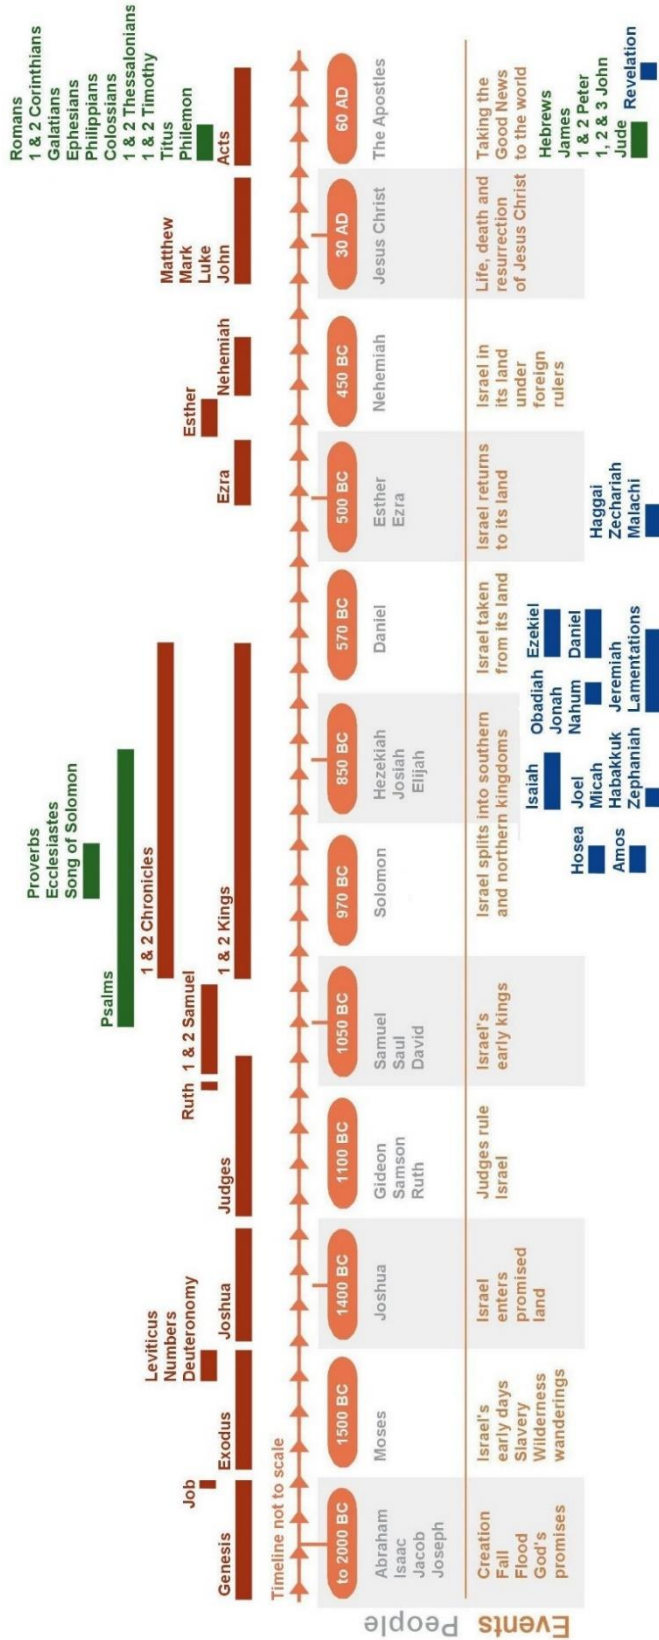 Romans
1 & 2 Corinthians
Galatians
Ephesians
Philippians
Colossians
1 & 2 Thessalonians
1 & 2 Timothy
Titus
Philemon
Acts
Matthew
Mark
Luke
John
Nehemiah
Esther
Ezra
Proverbs
Ecclesiastes
Song of Solomon
Psalms
1 & 2 Chronicles
1 & 2 Kings
Ruth 1 & 2 Samuel
Judges
Leviticus
Numbers
Deuteronomy
Joshua
Exodus
Job
Genesis
Timeline not to scale
to 2000 BC
1500 BC
1400 BC
1100 BC
1050 BC
970 BC
850 BC
570 BC
500 BC
450 BC
30 AD
60 AD
People
Abraham
Isaac
Jacob
Joseph
Moses
Joshua
Gideon
Samson
Ruth
Samuel
Saul
David
Solomon
Hezekiah
Josiah
Elijah
Daniel
Esther
Ezra
Nehemiah
Jesus Christ
The Apostles
Events
Creation
Fall
Flood
God's
promises
Israel's
early days
Slavery
Wilderness
wanderings
Israel
enters
promised
land
Judges rule
Israel
Israel's
early kings
Israel splits into southern
and northern kingdoms
Israel taken
from its land
Israel returns
to its land
Israel in
its land
under
foreign
rulers
Life, death and
resurrection
of Jesus Christ
Taking the
Good News
to the world
Hosea
Amos
Isaiah
Joel
Micah
Habakkuk
Zephaniah
Obadiah
Jonah
Nahum
Jeremiah
Lamentations
Ezekiel
Daniel
Haggai
Zechariah
Malachi
Hebrews
James
1 & 2 Peter
1, 2 & 3 John
Jude
Revelation